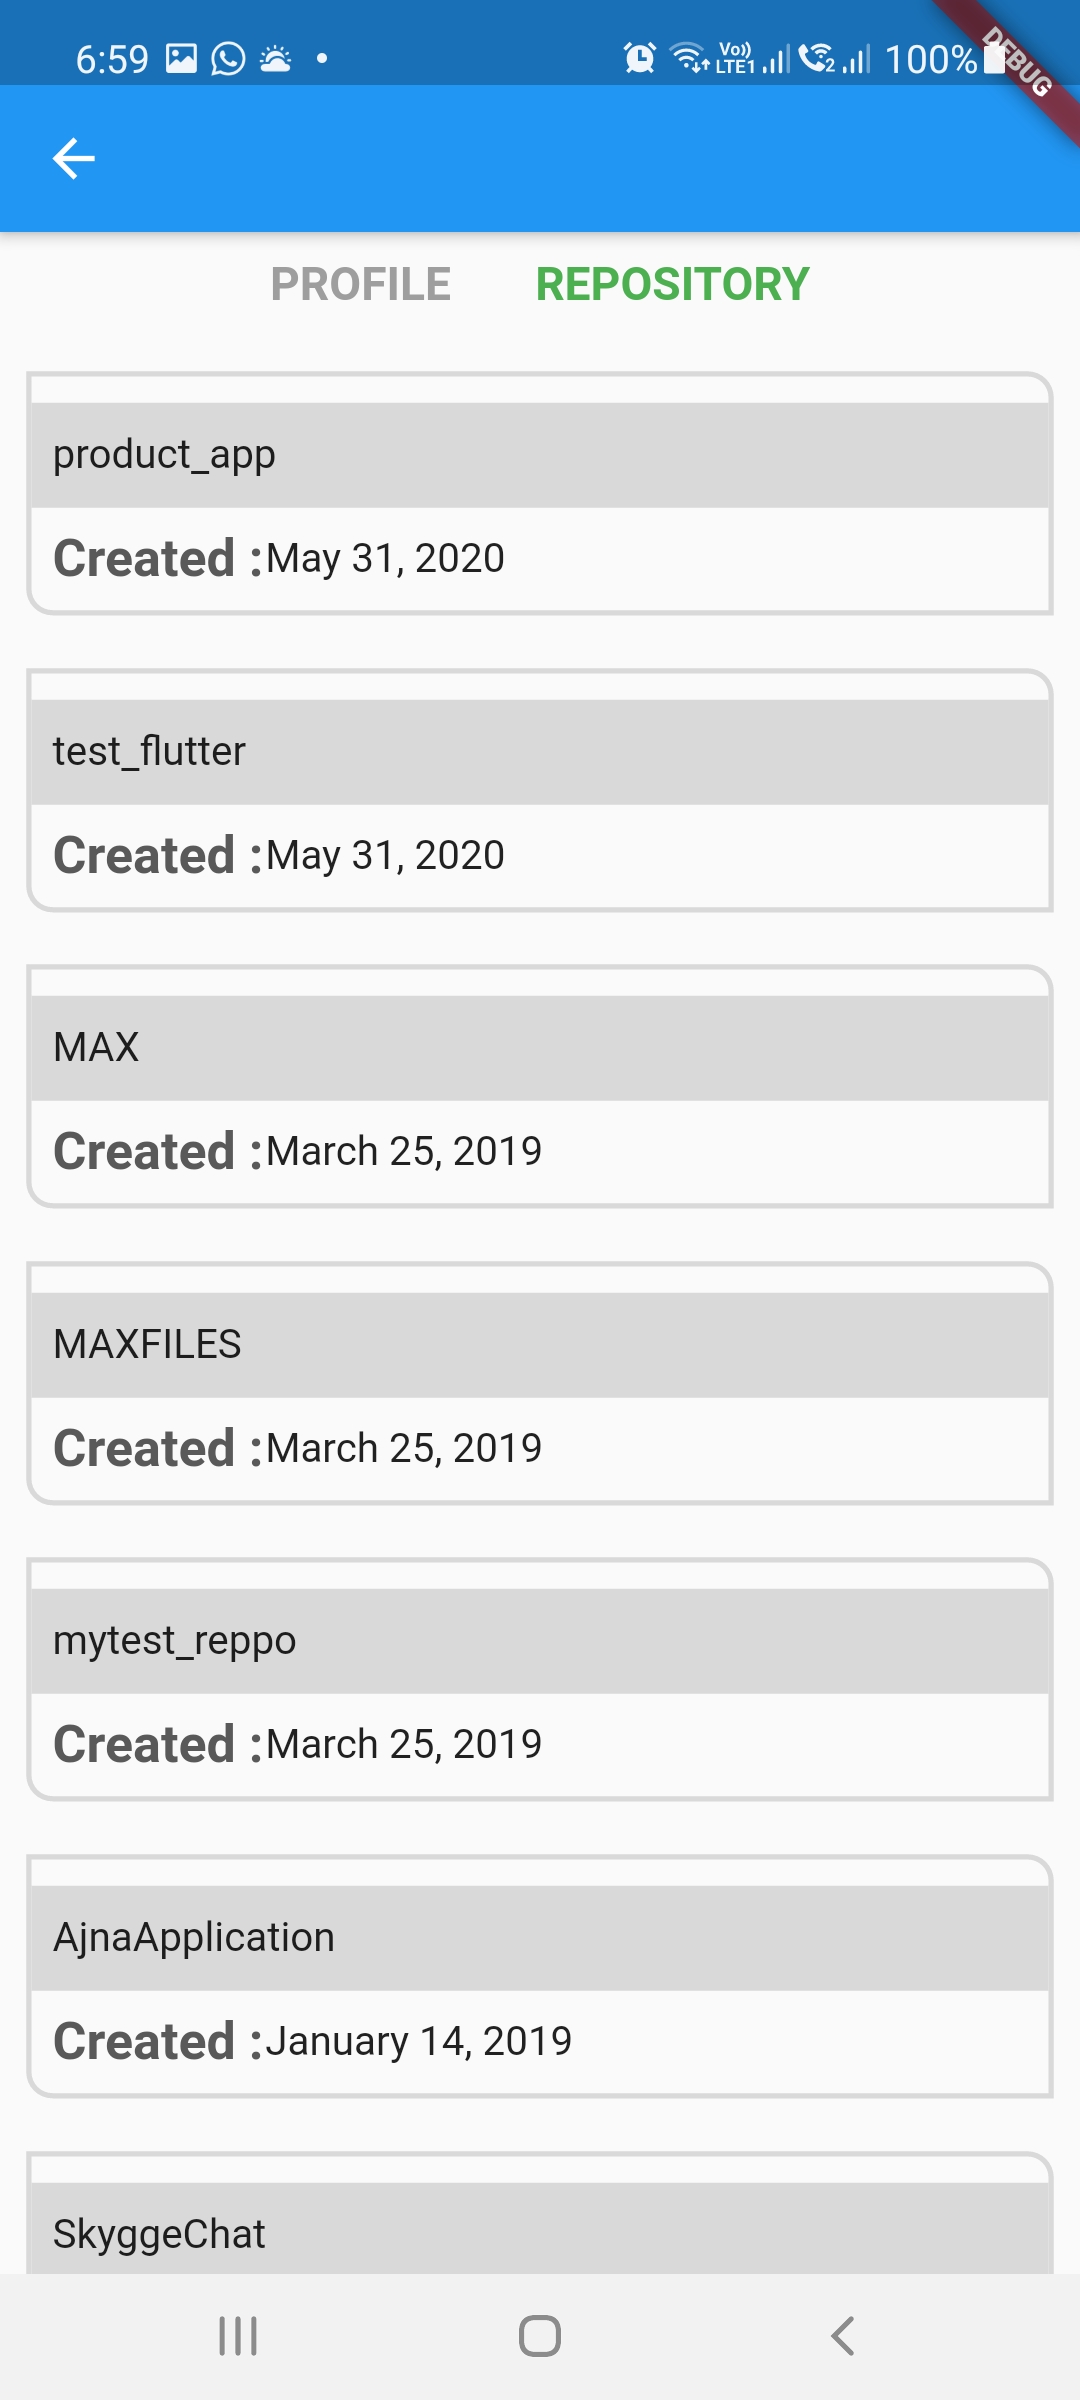 6:59 Vo)) LTE1 2 100%
DEBUG
PROFILE REPOSITORY
product_app
Created :May 31, 2020
test_flutter
Created :May 31, 2020
MAX
Created :March 25, 2019
MAXFILES
Created :March 25, 2019
mytest_reppo
Created :March 25, 2019
AjnaApplication
Created :January 14, 2019
SkyggeChat